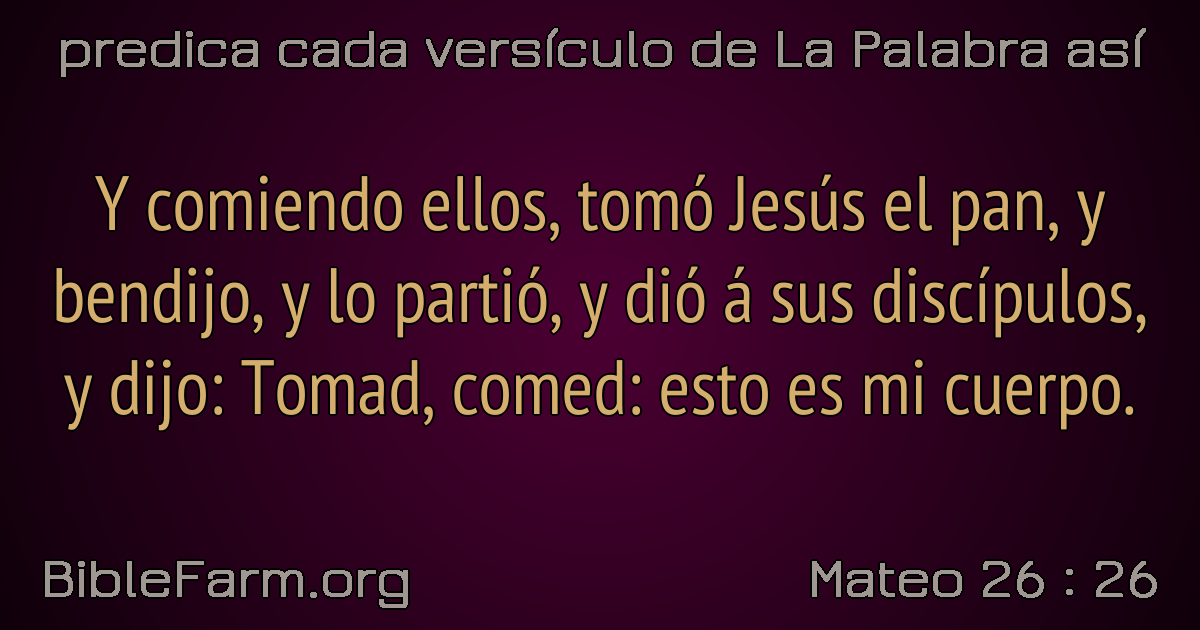 predica cada versículo de La Palabra así
Y comiendo ellos, tomó Jesús el pan, y
bendijo, y lo partió, y dió á sus discípulos,
y dijo: Tomad, comed: esto es mi cuerpo.
BibleFarm.org
Mateo 26 : 26